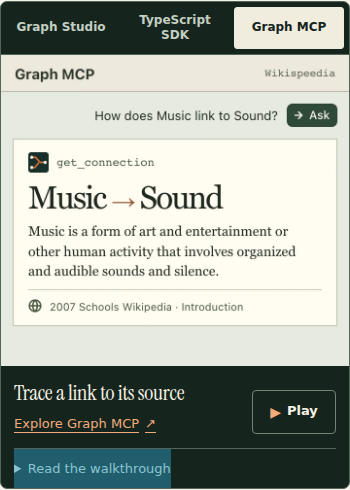 Graph Studio
TypeScript
SDK
Graph MCP
Graph MCP
Wikispeedia
How does Music link to Sound?
→ Ask
get_connection
Music → Sound
Music is a form of art and entertainment or
other human activity that involves organized
and audible sounds and silence.
2007 Schools Wikipedia · Introduction
Trace a link to its source
Explore Graph MCP ↗
▶ Play
▶ Read the walkthrough